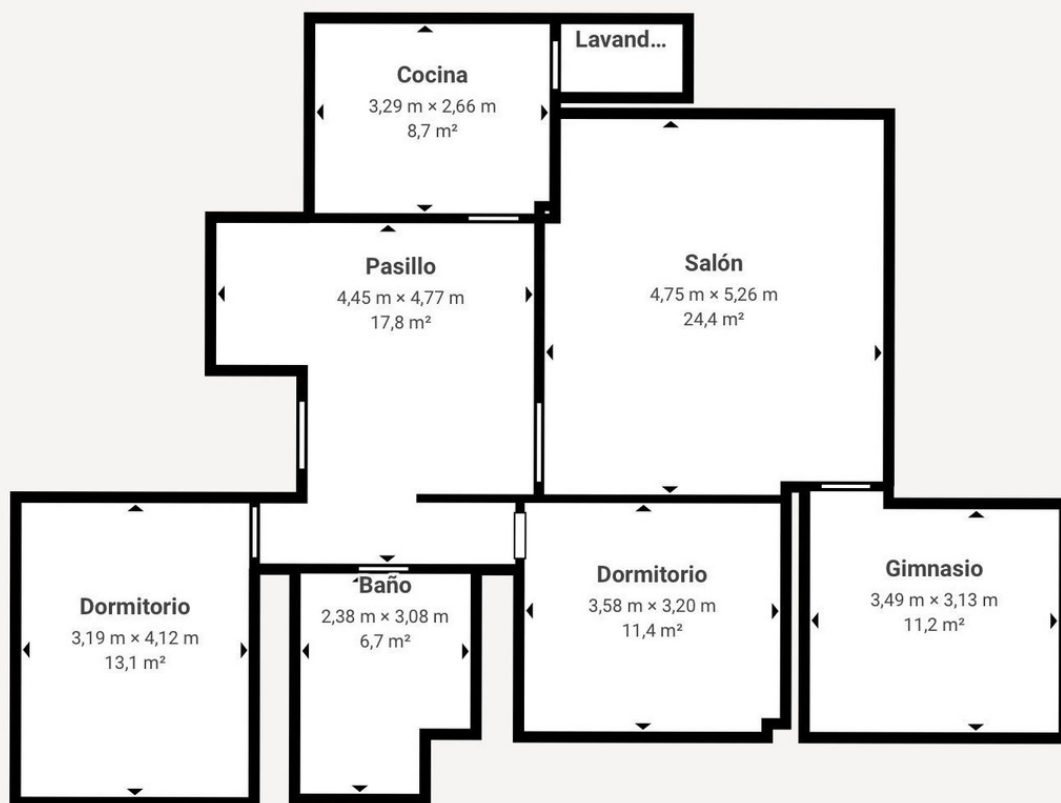 Lavand...
Cocina
3,29 m × 2,66 m
8,7 m²
Pasillo
4,45 m × 4,77 m
17,8 m²
Salón
4,75 m × 5,26 m
24,4 m²
Dormitorio
3,19 m × 4,12 m
13,1 m²
Baño
2,38 m × 3,08 m
6,7 m²
Dormitorio
3,58 m × 3,20 m
11,4 m²
Gimnasio
3,49 m × 3,13 m
11,2 m²